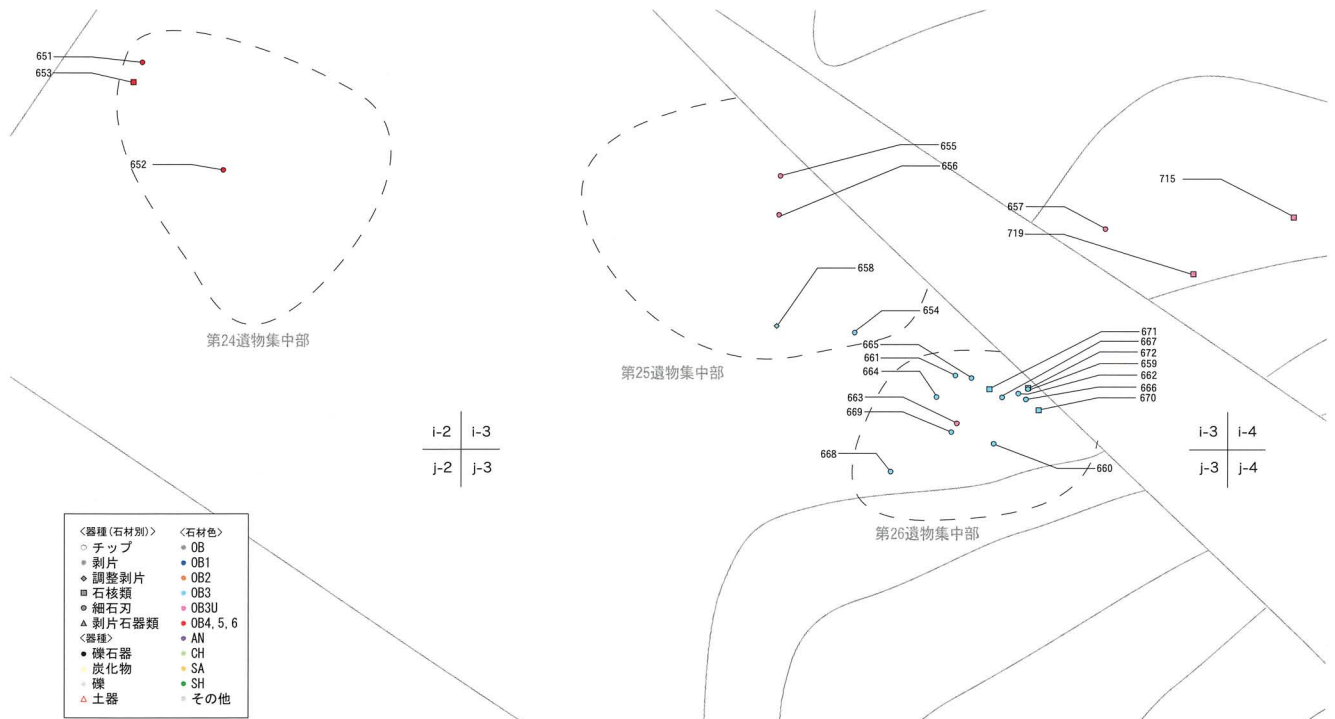 651
653
652
第24遺物集中部
655
656
658
654
第25遺物集中部
657
715
719
665
661
664
663
669
668
671
667
672
659
662
666
670
660
第26遺物集中部
i-2 i-3
j-2 j-3
i-3 i-4
j-3 j-4
<器種(石材別)>
チップ
剥片
調整剥片
石核類
細石刃
剥片石器類
<器種>
礫石器
炭化物
礫
土器
<石材色>
OB
OB1
OB2
OB3
OB3U
OB4,5,6
AN
CH
SA
SH
その他